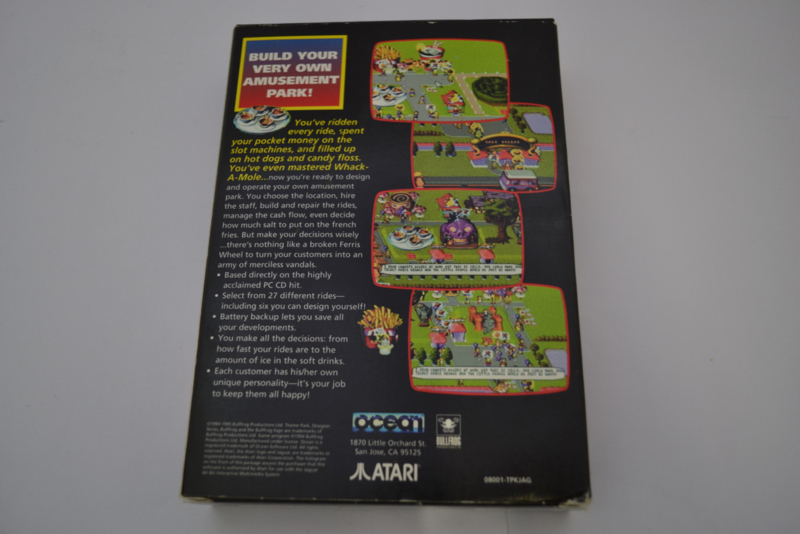 BUILD YOUR
VERY OWN
AMUSEMENT
PARK!
You've ridden
every ride, spent
your pocket money on the
slot machines, and filled up
on hot dogs and candy floss.
You've even mastered Whack-
A-Mole...now you're ready to design
and operate your own amusement
park. You choose the location, hire
the staff, build and repair the rides,
manage the cash flow, even decide
how much salt to put on the french
fries. But make your decisions wisely
...there's nothing like a broken Ferris
Wheel to turn your customers into an
army of merciless vandals.
• Based directly on the highly
acclaimed PC CD hit.
• Select from 27 different rides—
including six you can design yourself!
• Battery backup lets you save all
your developments.
• You make all the decisions: from
how fast your rides are to the
amount of ice in the soft drinks.
• Each customer has his/her own
unique personality—it's your job
to keep them all happy!
ocean
1870 Little Orchard St.
San Jose, CA 95125
BULLFROG
ATARI
08001-TPKJAG